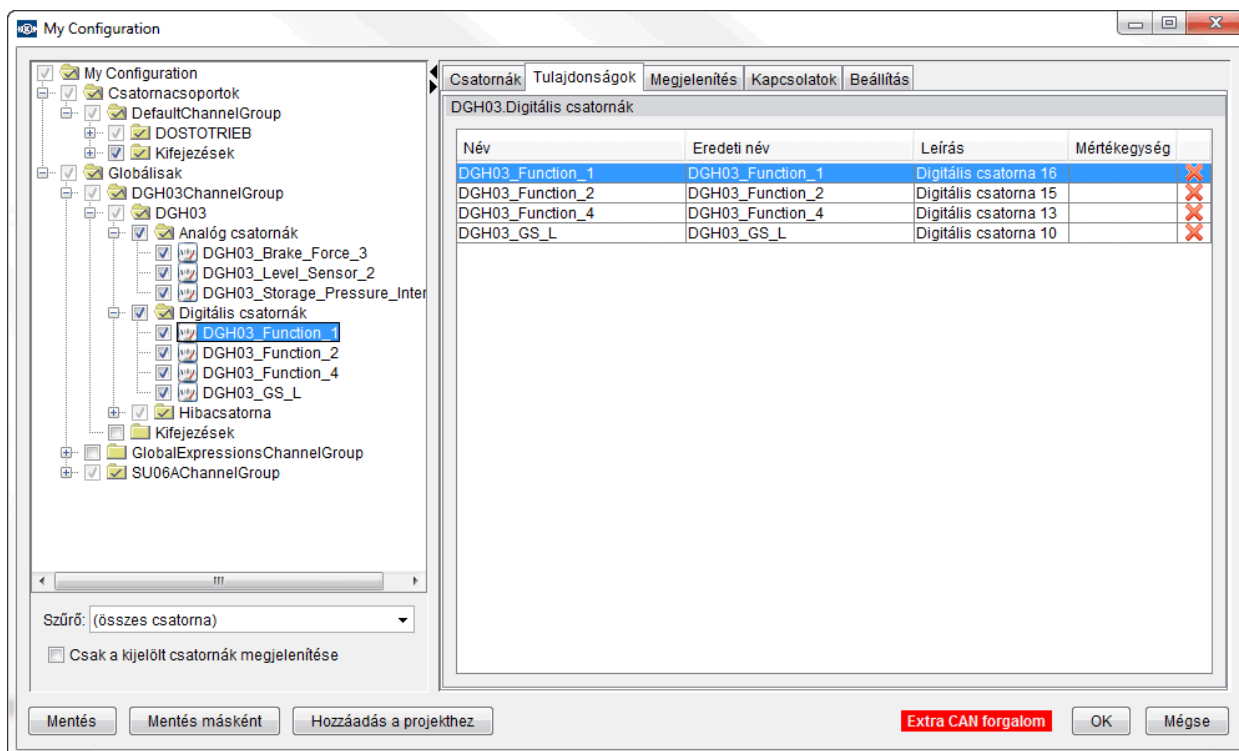 My Configuration
My Configuration
Csatornacsoportok
DefaultChannelGroup
DOSTOTRIEB
Kifejezések
Globálisak
DGH03ChannelGroup
DGH03
Analóg csatornák
DGH03_Brake_Force_3
DGH03_Level_Sensor_2
DGH03_Storage_Pressure_Inter
Digitális csatornák
DGH03_Function_1
DGH03_Function_2
DGH03_Function_4
DGH03_GS_L
Hibacsatorna
Kifejezések
GlobalExpressionsChannelGroup
SU06AChannelGroup
Szűrő: (összes csatorna)
Csak a kijelölt csatornák megjelenítése
Csatornák Tulajdonságok Megjelenítés Kapcsolatok Beállítás
DGH03.Digitális csatornák
Név Eredeti név Leírás Mértékegység
DGH03_Function_1 DGH03_Function_1 Digitális csatorna 16
DGH03_Function_2 DGH03_Function_2 Digitális csatorna 15
DGH03_Function_4 DGH03_Function_4 Digitális csatorna 13
DGH03_GS_L DGH03_GS_L Digitális csatorna 10
Mentés Mentés másként Hozzáadás a projekthez Extra CAN forgalom OK Mégse